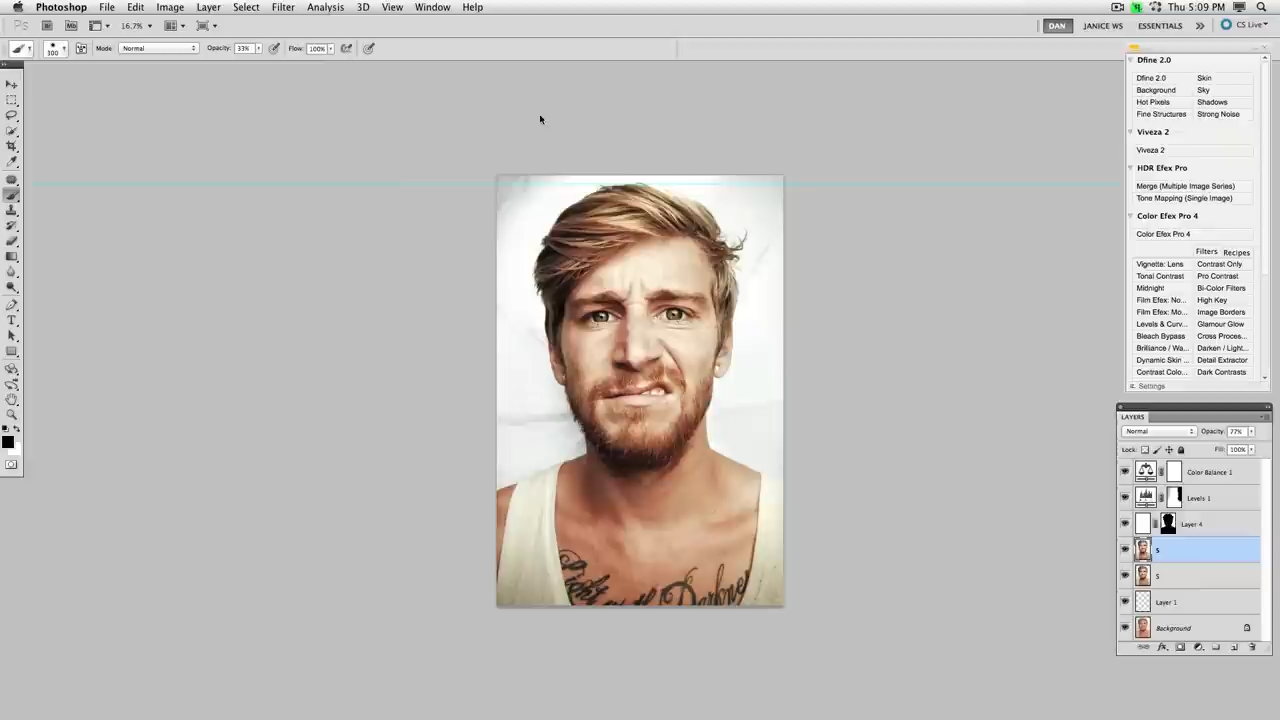 Photoshop File Edit Image Layer Select Filter Analysis 3D View Window Help Thu 5:09 PM
Ps Br Mb 16.7% DAN JANICE WS ESSENTIALS CS Live
300 Mode Normal Opacity: 33% Flow: 100%
Dfine 2.0
Dfine 2.0 Skin
Background Sky
Hot Pixels Shadows
Fine Structures Strong Noise
Viveza 2
Viveza 2
HDR Efex Pro
Merge (Multiple Image Series)
Tone Mapping (Single Image)
Color Efex Pro 4
Color Efex Pro 4
Filters Recipes
Vignette: Lens Contrast Only
Tonal Contrast Pro Contrast
Midnight Bi-Color Filters
Film Efex: No... High Key
Film Efex: Mo... Image Borders
Levels & Curv... Glamour Glow
Bleach Bypass Cross Proces...
Brilliance / Wa... Darken / Light...
Dynamic Skin ... Detail Extractor
Contrast Colo... Dark Contrasts
Settings
LAYERS
Normal Opacity: 77%
Lock: Fill: 100%
Color Balance 1
Levels 1
Layer 4
S
S
Layer 1
Background
Light
Darkness